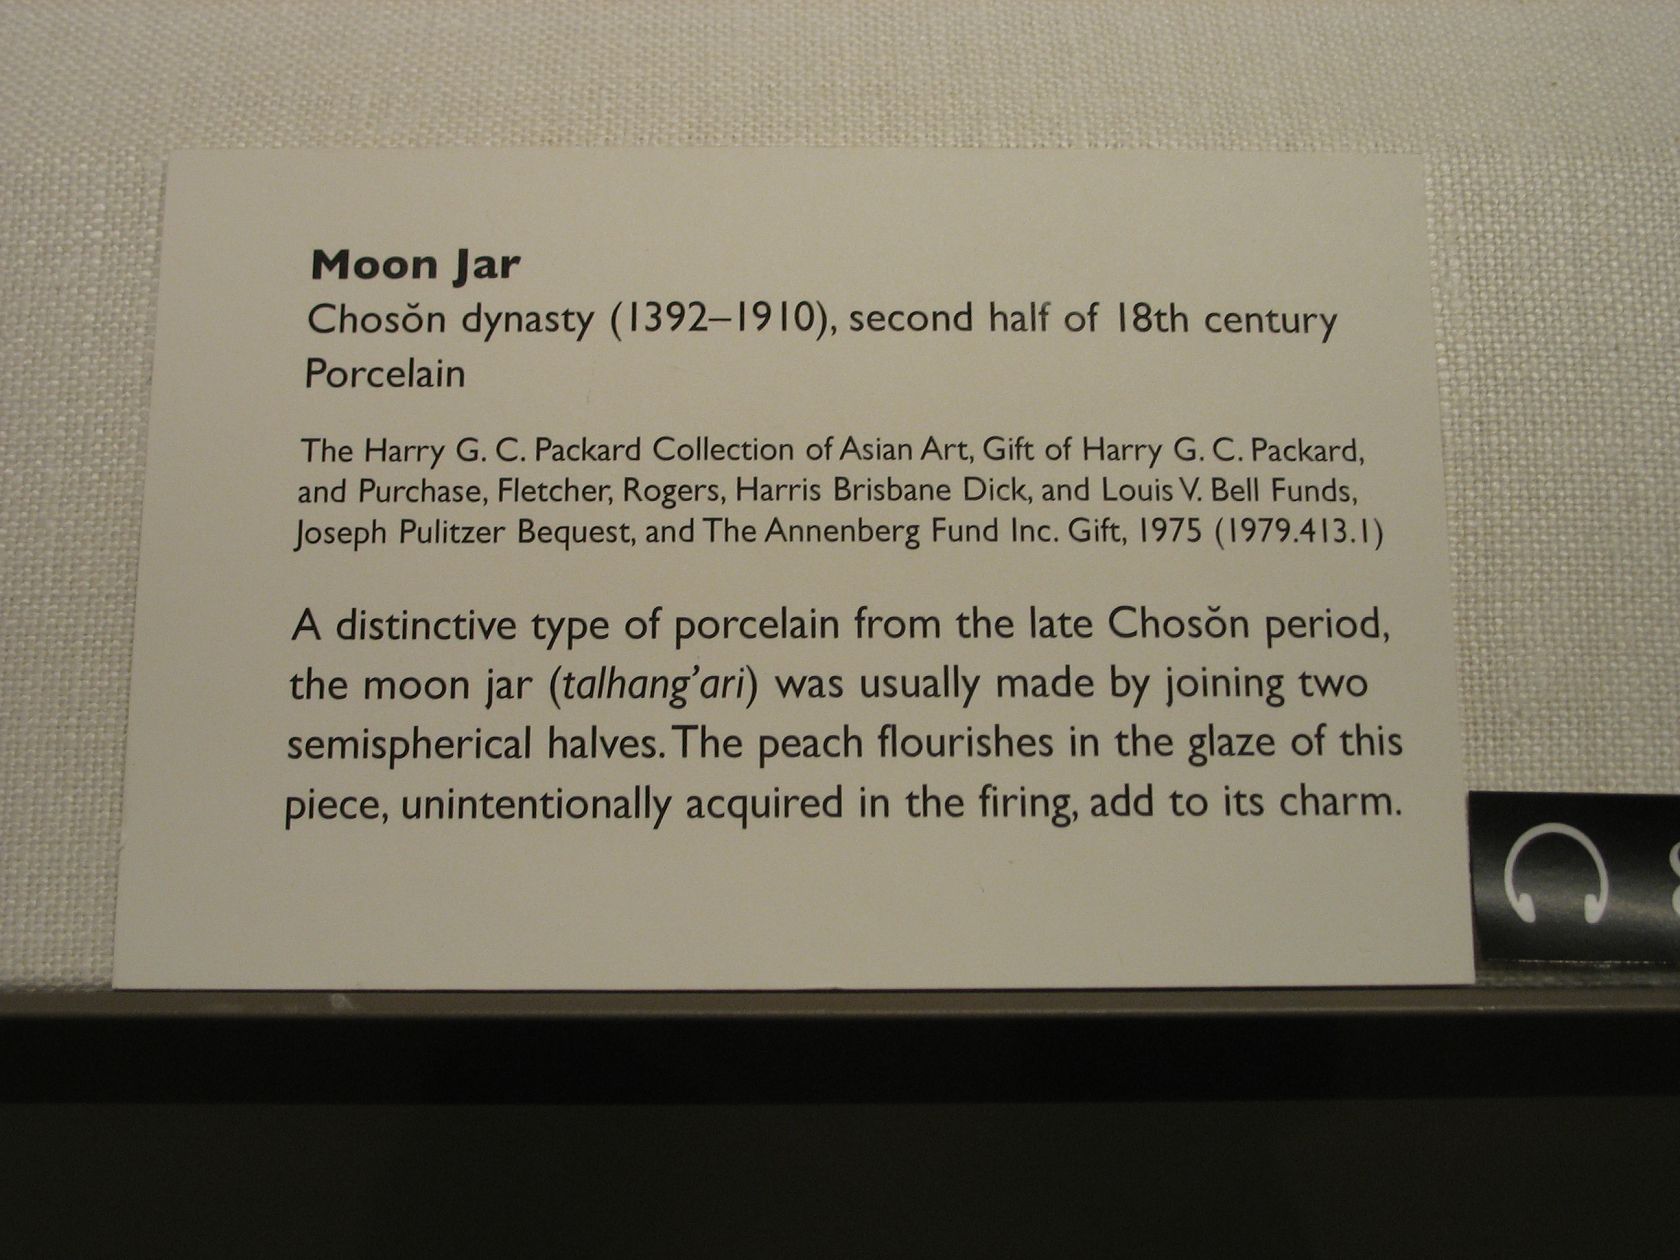 Moon Jar
Chosŏn dynasty (1392–1910), second half of 18th century
Porcelain
The Harry G. C. Packard Collection of Asian Art, Gift of Harry G. C. Packard,
and Purchase, Fletcher, Rogers, Harris Brisbane Dick, and Louis V. Bell Funds,
Joseph Pulitzer Bequest, and The Annenberg Fund Inc. Gift, 1975 (1979.413.1)
A distinctive type of porcelain from the late Chosŏn period,
the moon jar (talhang’ari) was usually made by joining two
semispherical halves. The peach flourishes in the glaze of this
piece, unintentionally acquired in the firing, add to its charm.